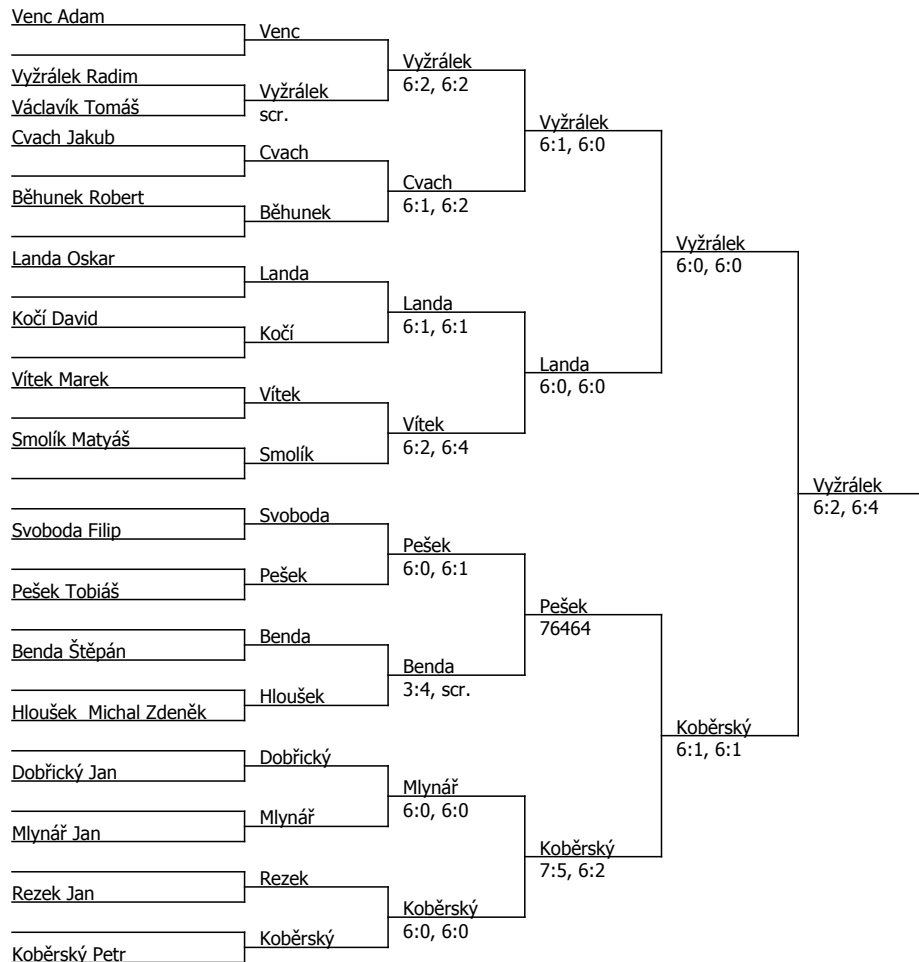 Venc Adam
Venc
Vyžrálek
6:2, 6:2
Vyžrálek Radim
Vyžrálek
scr.
Václavík Tomáš
Vyžrálek
6:1, 6:0
Cvach Jakub
Cvach
Cvach
6:1, 6:2
Běhunek Robert
Běhunek
Vyžrálek
6:0, 6:0
Landa Oskar
Landa
Landa
6:1, 6:1
Kočí David
Kočí
Landa
6:0, 6:0
Vítek Marek
Vítek
Vítek
6:2, 6:4
Smolík Matyáš
Smolík
Vyžrálek
6:2, 6:4
Svoboda
Svoboda Filip
Pešek
6:0, 6:1
Pešek
Pešek Tobiáš
Pešek
76464
Benda
Benda Štěpán
Benda
3:4, scr.
Hloušek
Hloušek  Michal Zdeněk
Koběrský
6:1, 6:1
Dobřický
Dobřický Jan
Mlynář
6:0, 6:0
Mlynář
Mlynář Jan
Koběrský
7:5, 6:2
Rezek
Rezek Jan
Koběrský
6:0, 6:0
Koběrský
Koběrský Petr